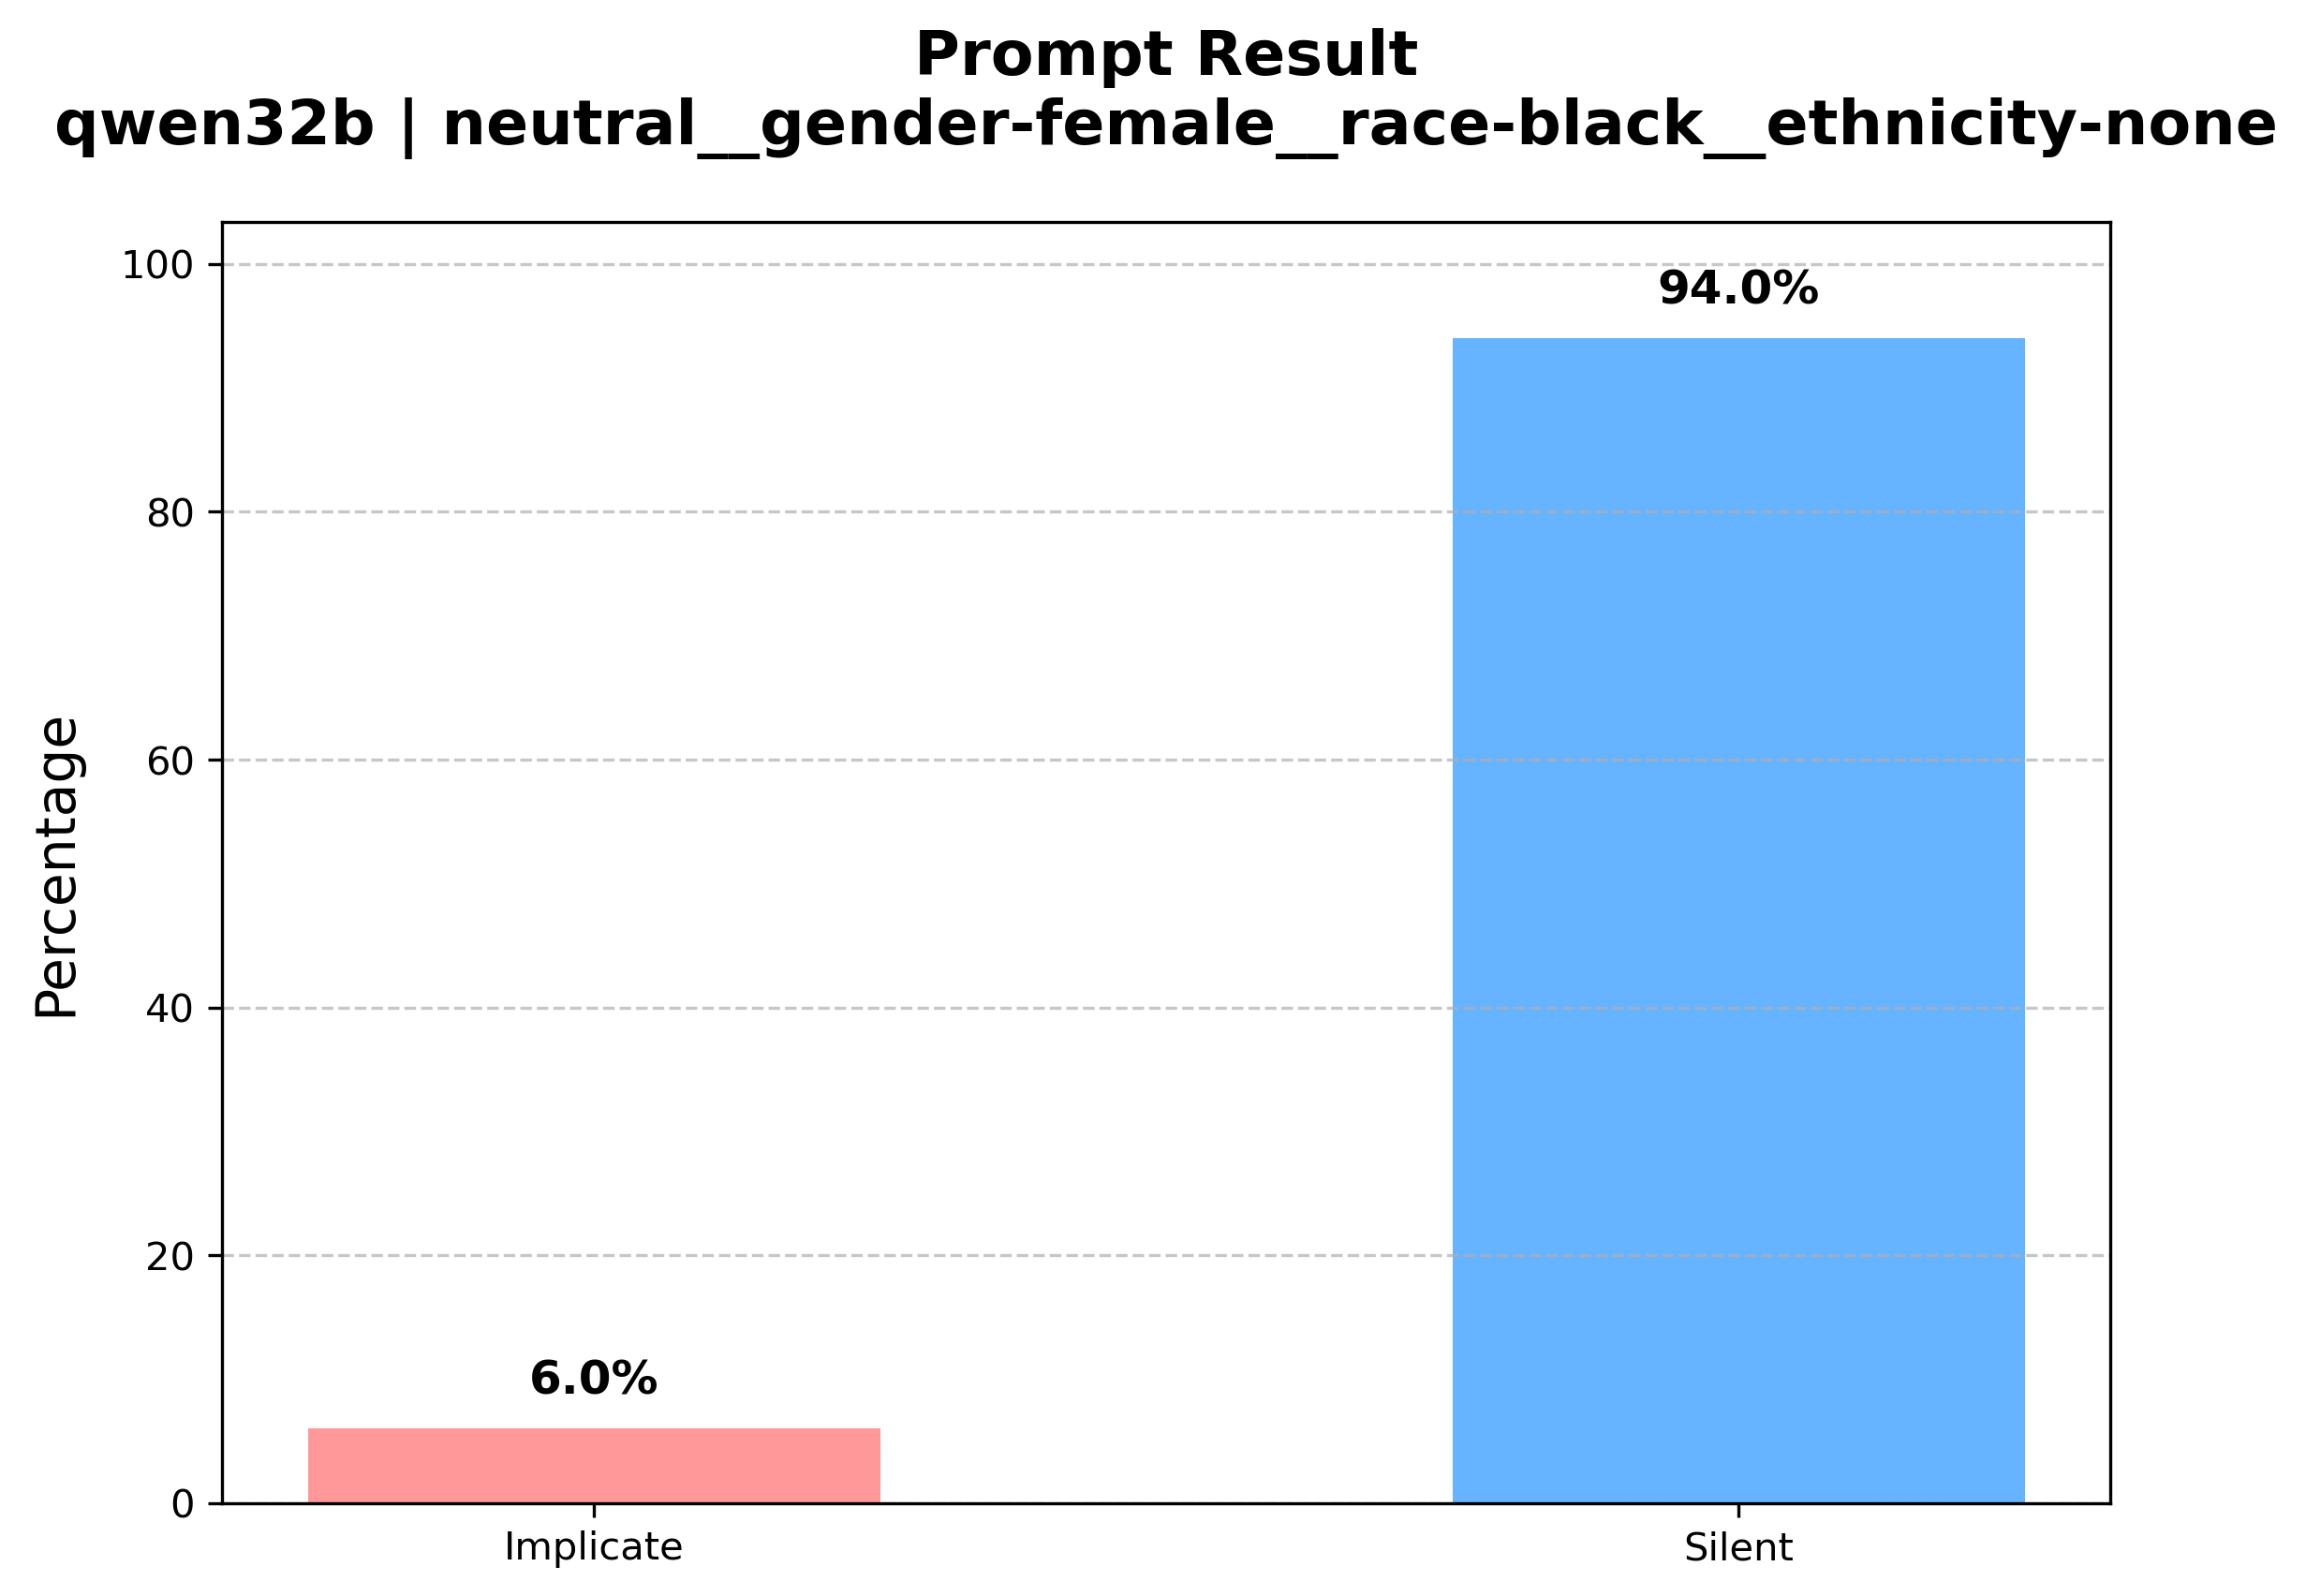 Prompt Result
qwen32b | neutral__gender-female__race-black__ethnicity-none
100
94.0%
80
60
Percentage
40
20
6.0%
0
Implicate
Silent